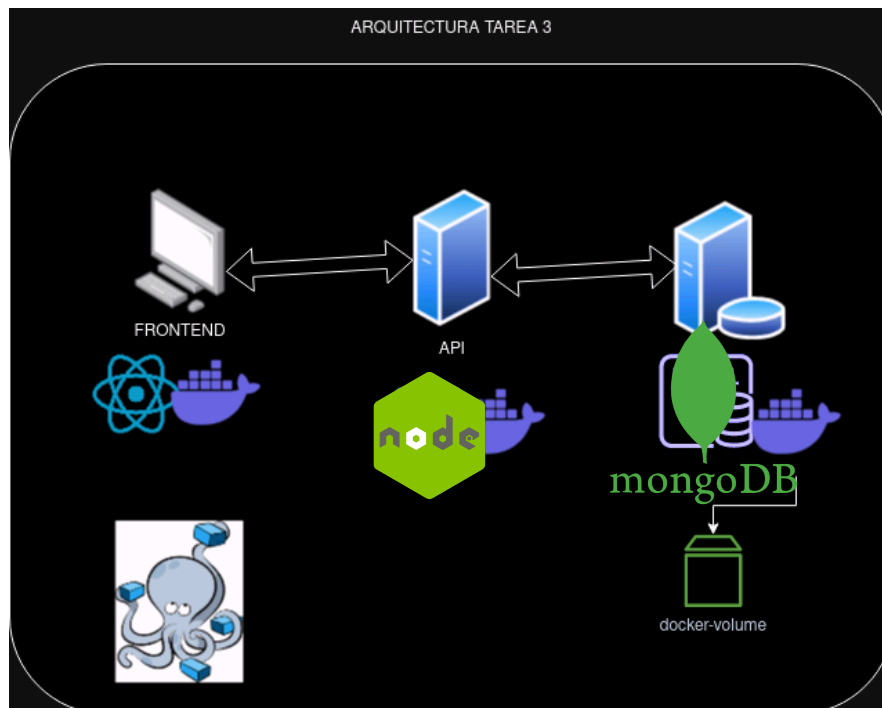 ARQUITECTURA TAREA 3
FRONTEND
API
node
mongoDB
docker-volume